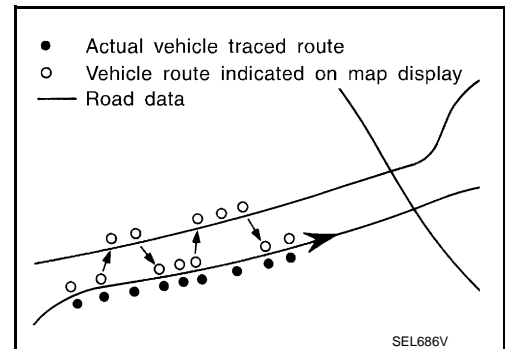 Actual vehicle traced route
Vehicle route indicated on map display
Road data
SEL686V